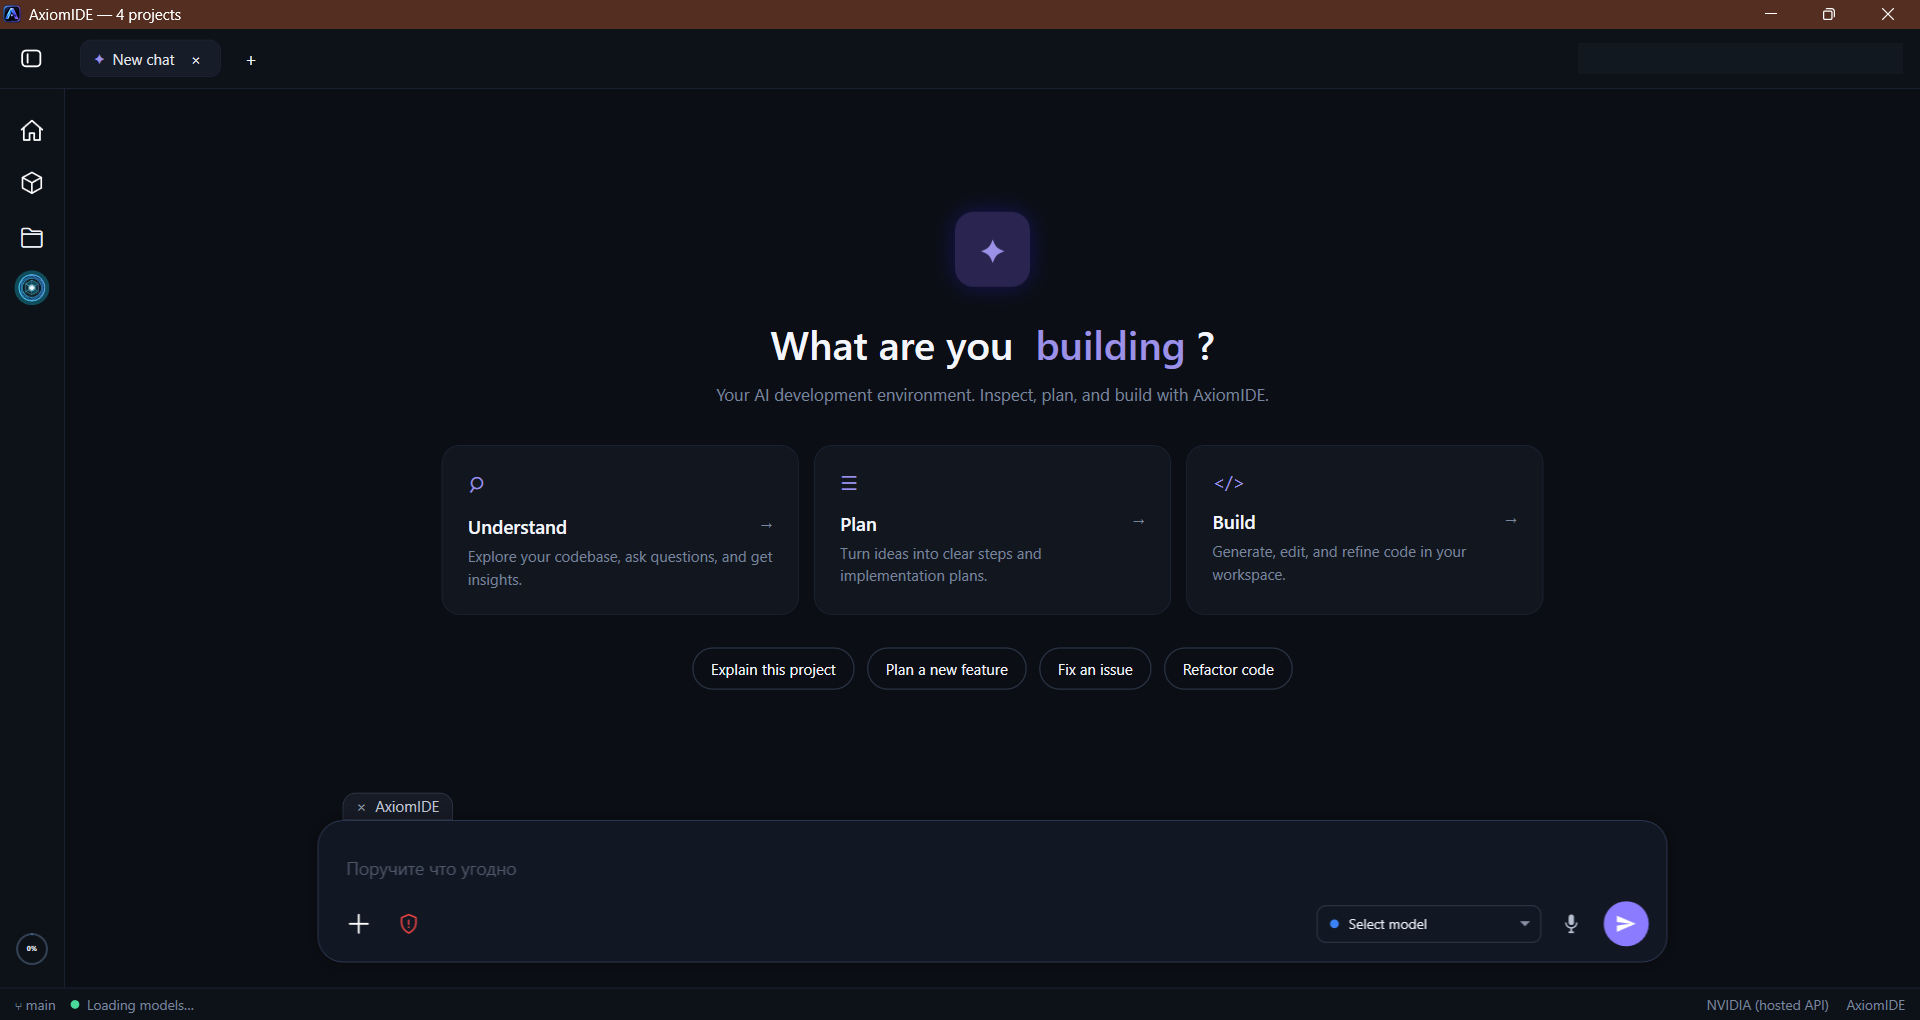 AxiomIDE — 4 projects
New chat
What are you building ?
Your AI development environment. Inspect, plan, and build with AxiomIDE.
Understand
Explore your codebase, ask questions, and get
insights.
Plan
Turn ideas into clear steps and
implementation plans.
</>
Build
Generate, edit, and refine code in your
workspace.
Explain this project
Plan a new feature
Fix an issue
Refactor code
AxiomIDE
Поручите что угодно
Select model
0%
main
Loading models...
NVIDIA (hosted API)
AxiomIDE